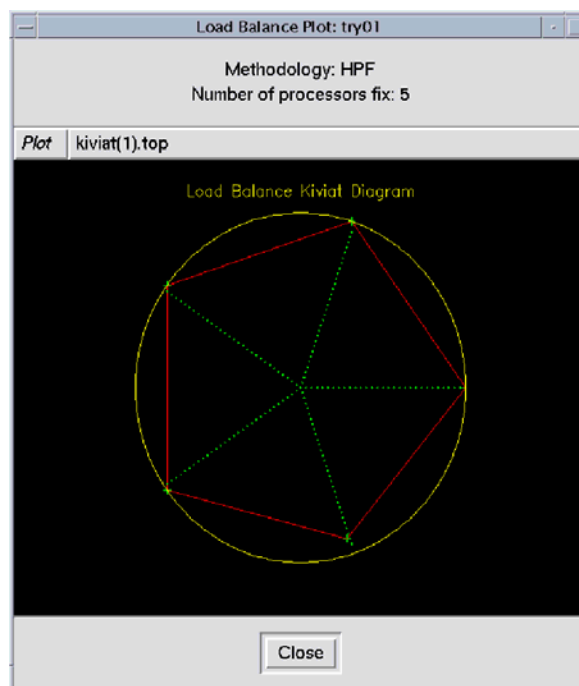 Load Balance Plot: try01
Methodology: HPF
Number of processors fix: 5
Plot kiviat(1).top
Load Balance Kiviat Diagram
Close